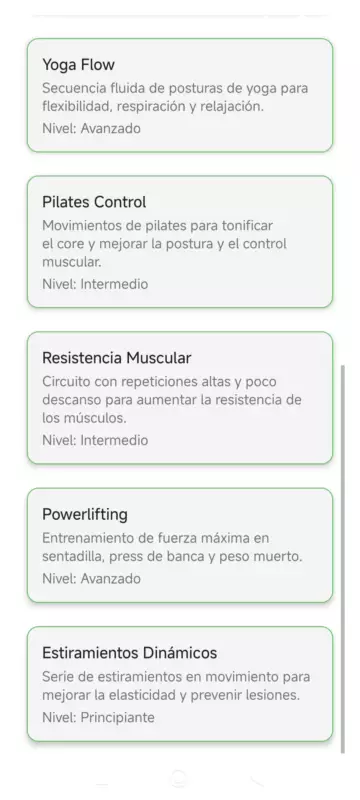 Yoga Flow
Secuencia fluida de posturas de yoga para
flexibilidad, respiración y relajación.
Nivel: Avanzado
Pilates Control
Movimientos de pilates para tonificar
el core y mejorar la postura y el control
muscular.
Nivel: Intermedio
Resistencia Muscular
Circuito con repeticiones altas y poco
descanso para aumentar la resistencia de
los músculos.
Nivel: Intermedio
Powerlifting
Entrenamiento de fuerza máxima en
sentadilla, press de banca y peso muerto.
Nivel: Avanzado
Estiramientos Dinámicos
Serie de estiramientos en movimiento para
mejorar la elasticidad y prevenir lesiones.
Nivel: Principiante